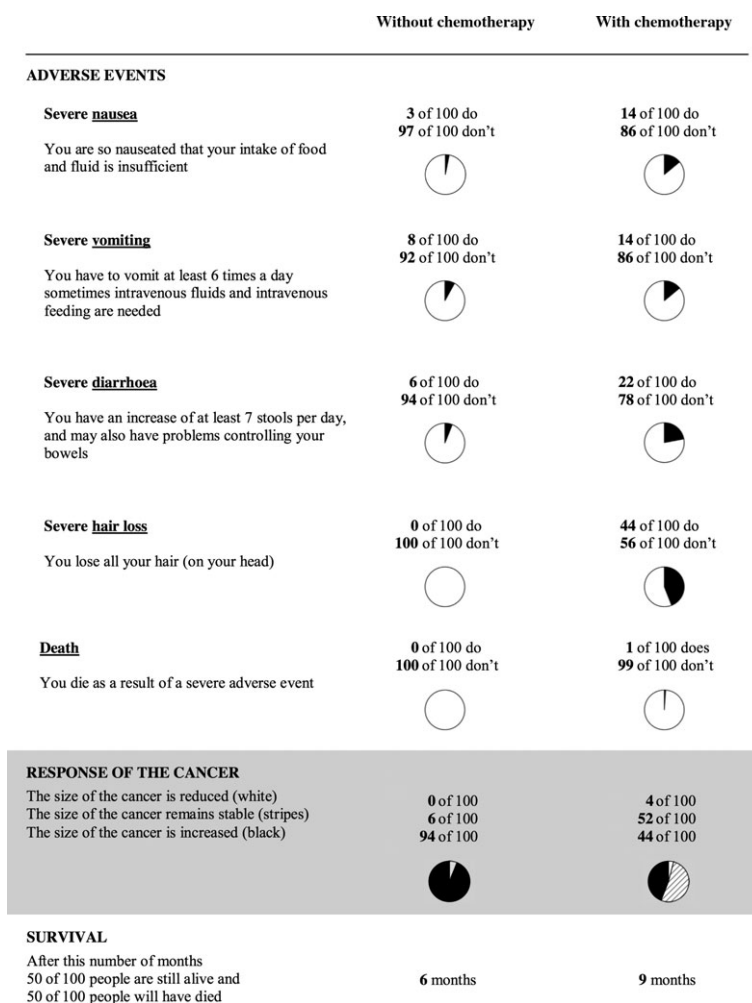 Without chemotherapy With chemotherapy
ADVERSE EVENTS
Severe nausea 3 of 100 do 14 of 100 do
97 of 100 don't 86 of 100 don't
You are so nauseated that your intake of food
and fluid is insufficient
Severe vomiting 8 of 100 do 14 of 100 do
92 of 100 don't 86 of 100 don't
You have to vomit at least 6 times a day
sometimes intravenous fluids and intravenous
feeding are needed
Severe diarrhoea 6 of 100 do 22 of 100 do
94 of 100 don't 78 of 100 don't
You have an increase of at least 7 stools per day,
and may also have problems controlling your
bowels
Severe hair loss 0 of 100 do 44 of 100 do
100 of 100 don't 56 of 100 don't
You lose all your hair (on your head)
Death 0 of 100 do 1 of 100 does
100 of 100 don't 99 of 100 don't
You die as a result of a severe adverse event
RESPONSE OF THE CANCER
The size of the cancer is reduced (white) 0 of 100 4 of 100
The size of the cancer remains stable (stripes) 6 of 100 52 of 100
The size of the cancer is increased (black) 94 of 100 44 of 100
SURVIVAL
After this number of months
50 of 100 people are still alive and 6 months 9 months
50 of 100 people will have died